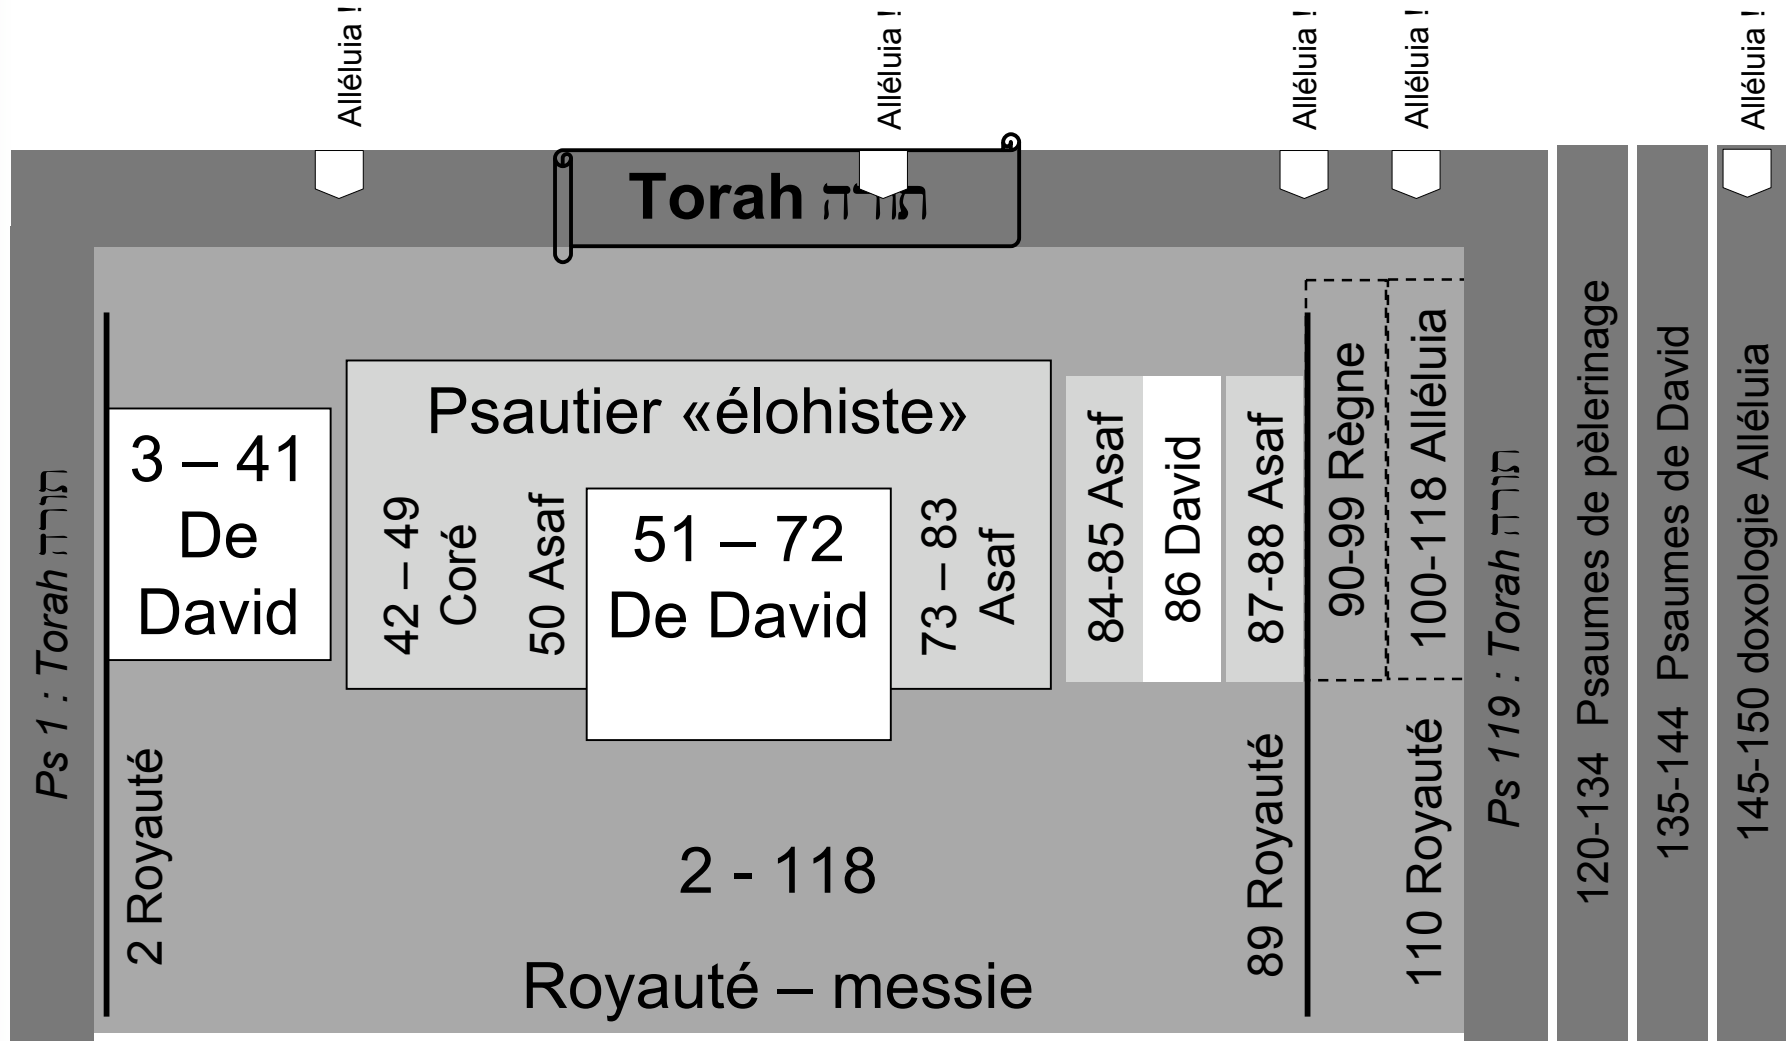 Alléluia !
Alléluia !
Alléluia !
Alléluia !
Alléluia !
Torah תורה
Ps 1 : Torah תורה
2 Royauté
3 – 41
De
David
Psautier «élohiste»
42 – 49
Coré
50 Asaf
51 – 72
De David
73 – 83
Asaf
84-85 Asaf
86 David
87-88 Asaf
89 Royauté
90-99 Règne
100-118 Alléluia
110 Royauté
2 - 118
Royauté – messie
Ps 119 : Torah תורה
120-134 Psaumes de pèlerinage
135-144 Psaumes de David
145-150 doxologie Alléluia